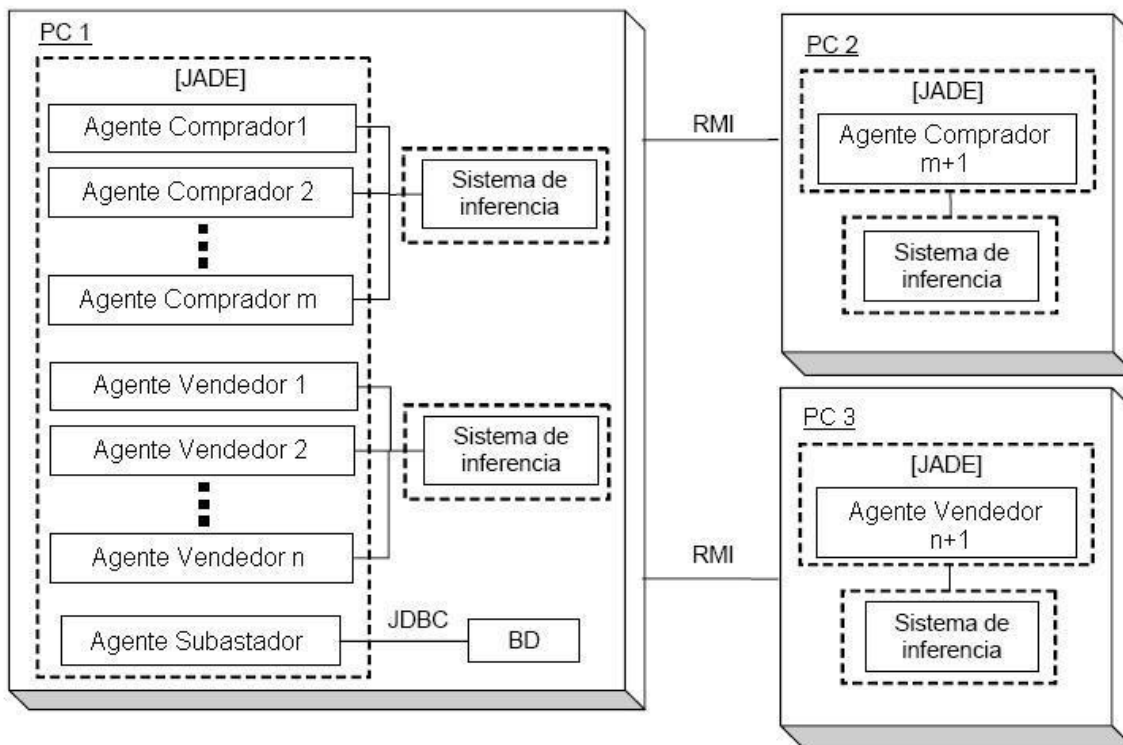 PC 1
[JADE]
Agente Comprador1
Agente Comprador 2
Agente Comprador m
Sistema de
inferencia
Agente Vendedor 1
Agente Vendedor 2
Agente Vendedor n
Sistema de
inferencia
Agente Subastador
JDBC
BD
RMI
RMI
PC 2
[JADE]
Agente Comprador
m+1
Sistema de
inferencia
PC 3
[JADE]
Agente Vendedor
n+1
Sistema de
inferencia